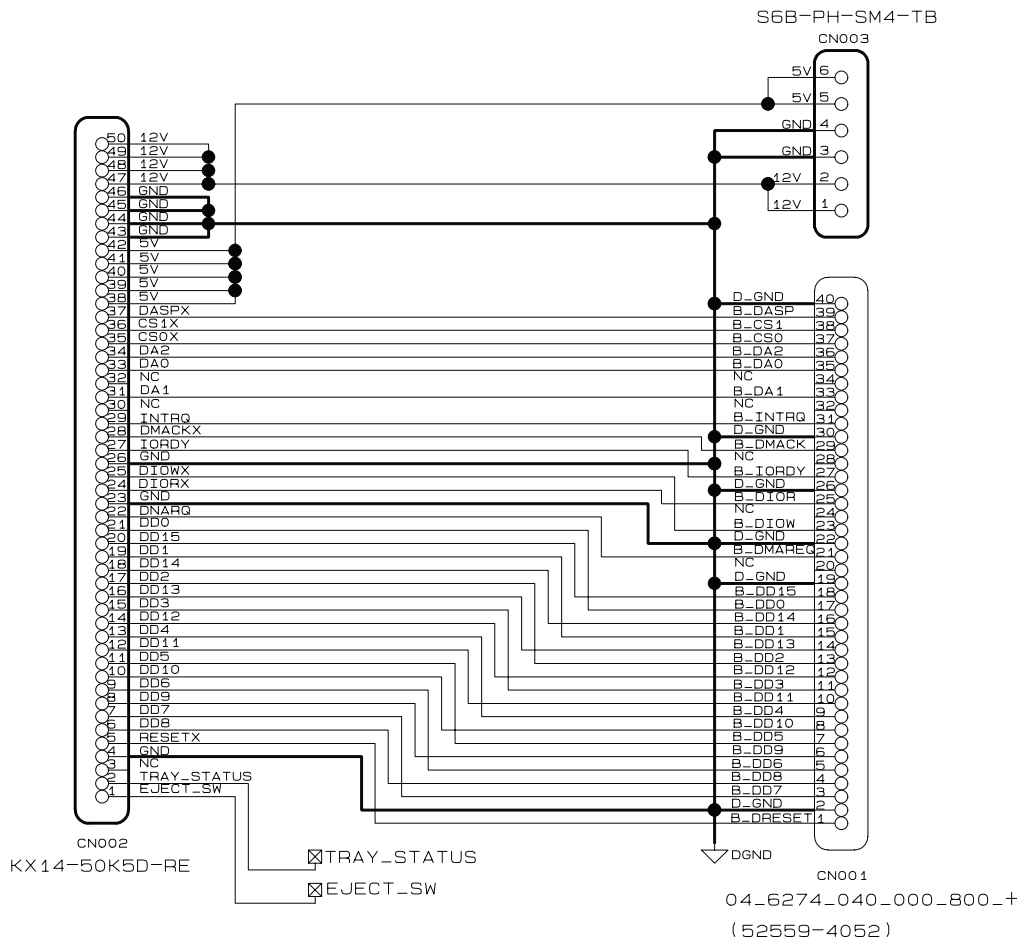 S6B-PH-SM4-TB
CN003
5V 6
5V 5
GND 4
GND 3
12V 2
12V 1
50 12V
49 12V
48 12V
47 12V
46 GND
45 GND
44 GND
43 GND
42 5V
41 5V
40 5V
39 5V
38 5V
37 DASPX
36 CS1X
35 CS0X
34 DA2
33 DA0
32 NC
31 DA1
30 NC
29 INTRQ
28 DMACKX
27 IORDY
26 GND
25 DIOWX
24 DIORX
23 GND
22 DNARQ
21 DD0
20 DD15
19 DD1
18 DD14
17 DD2
16 DD13
15 DD3
14 DD12
13 DD4
12 DD11
11 DD5
10 DD10
9 DD6
8 DD9
7 DD7
6 DD8
5 RESETX
4 GND
3 NC
2 TRAY_STATUS
1 EJECT_SW
CN002
KX14-50K5D-RE
TRAY_STATUS
EJECT_SW
D_GND 40
B_DASP 39
B_CS1 38
B_CS0 37
B_DA2 36
B_DA0 35
NC 34
B_DA1 33
NC 32
B_INTRQ 31
D_GND 30
B_DMACK 29
NC 28
B_IORDY 27
D_GND 26
B_DIOR 25
NC 24
B_DIOW 23
D_GND 22
B_DMAREQ 21
NC 20
D_GND 19
B_DD15 18
B_DD0 17
B_DD14 16
B_DD1 15
B_DD13 14
B_DD2 13
B_DD12 12
B_DD3 11
B_DD11 10
B_DD4 9
B_DD10 8
B_DD5 7
B_DD9 6
B_DD6 5
B_DD8 4
B_DD7 3
D_GND 2
B_DRESET 1
DGND
CN001
04_6274_040_000_800_+
(52559-4052)